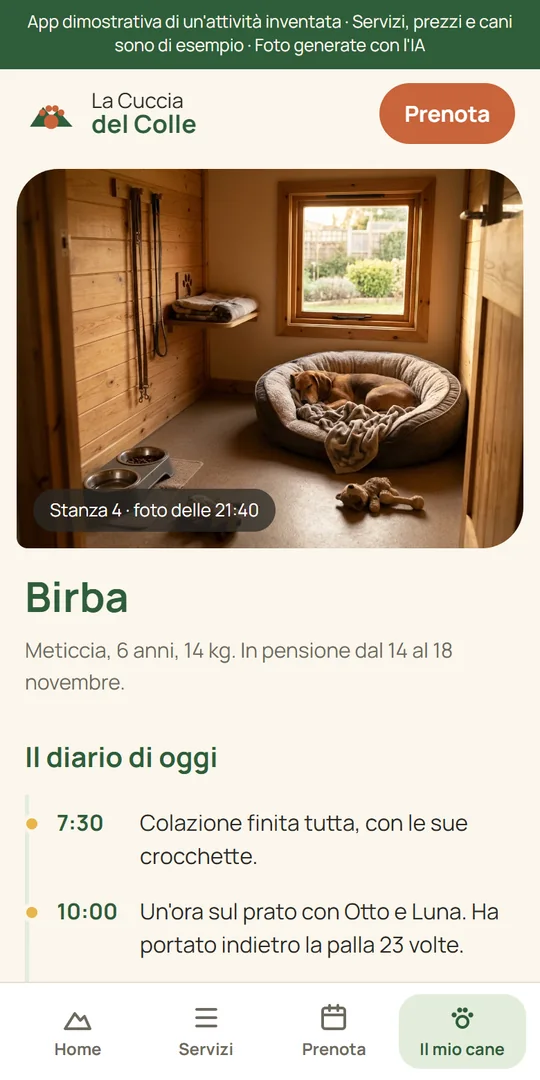 App dimostrativa di un'attività inventata · Servizi, prezzi e cani
sono di esempio · Foto generate con l'IA
La Cuccia
del Colle
Prenota
Stanza 4 · foto delle 21:40
Birba
Meticcia, 6 anni, 14 kg. In pensione dal 14 al 18
novembre.
Il diario di oggi
7:30 Colazione finita tutta, con le sue
crocchette.
10:00 Un'ora sul prato con Otto e Luna. Ha
portato indietro la palla 23 volte.
Home Servizi Prenota Il mio cane